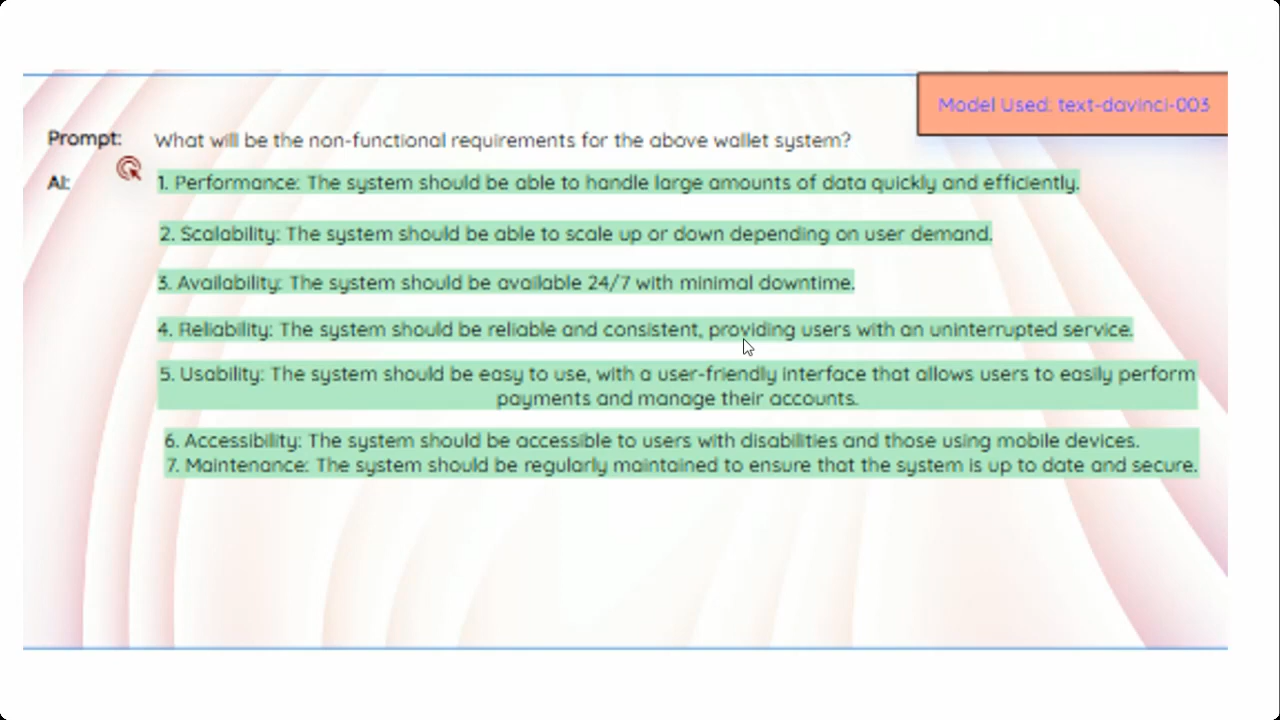 Model Used: text-davinci-003
Prompt: What will be the non-functional requirements for the above wallet system?
AI: 1. Performance: The system should be able to handle large amounts of data quickly and efficiently.
2. Scalability: The system should be able to scale up or down depending on user demand.
3. Availability: The system should be available 24/7 with minimal downtime.
4. Reliability: The system should be reliable and consistent, providing users with an uninterrupted service.
5. Usability: The system should be easy to use, with a user-friendly interface that allows users to easily perform
payments and manage their accounts.
6. Accessibility: The system should be accessible to users with disabilities and those using mobile devices.
7. Maintenance: The system should be regularly maintained to ensure that the system is up to date and secure.